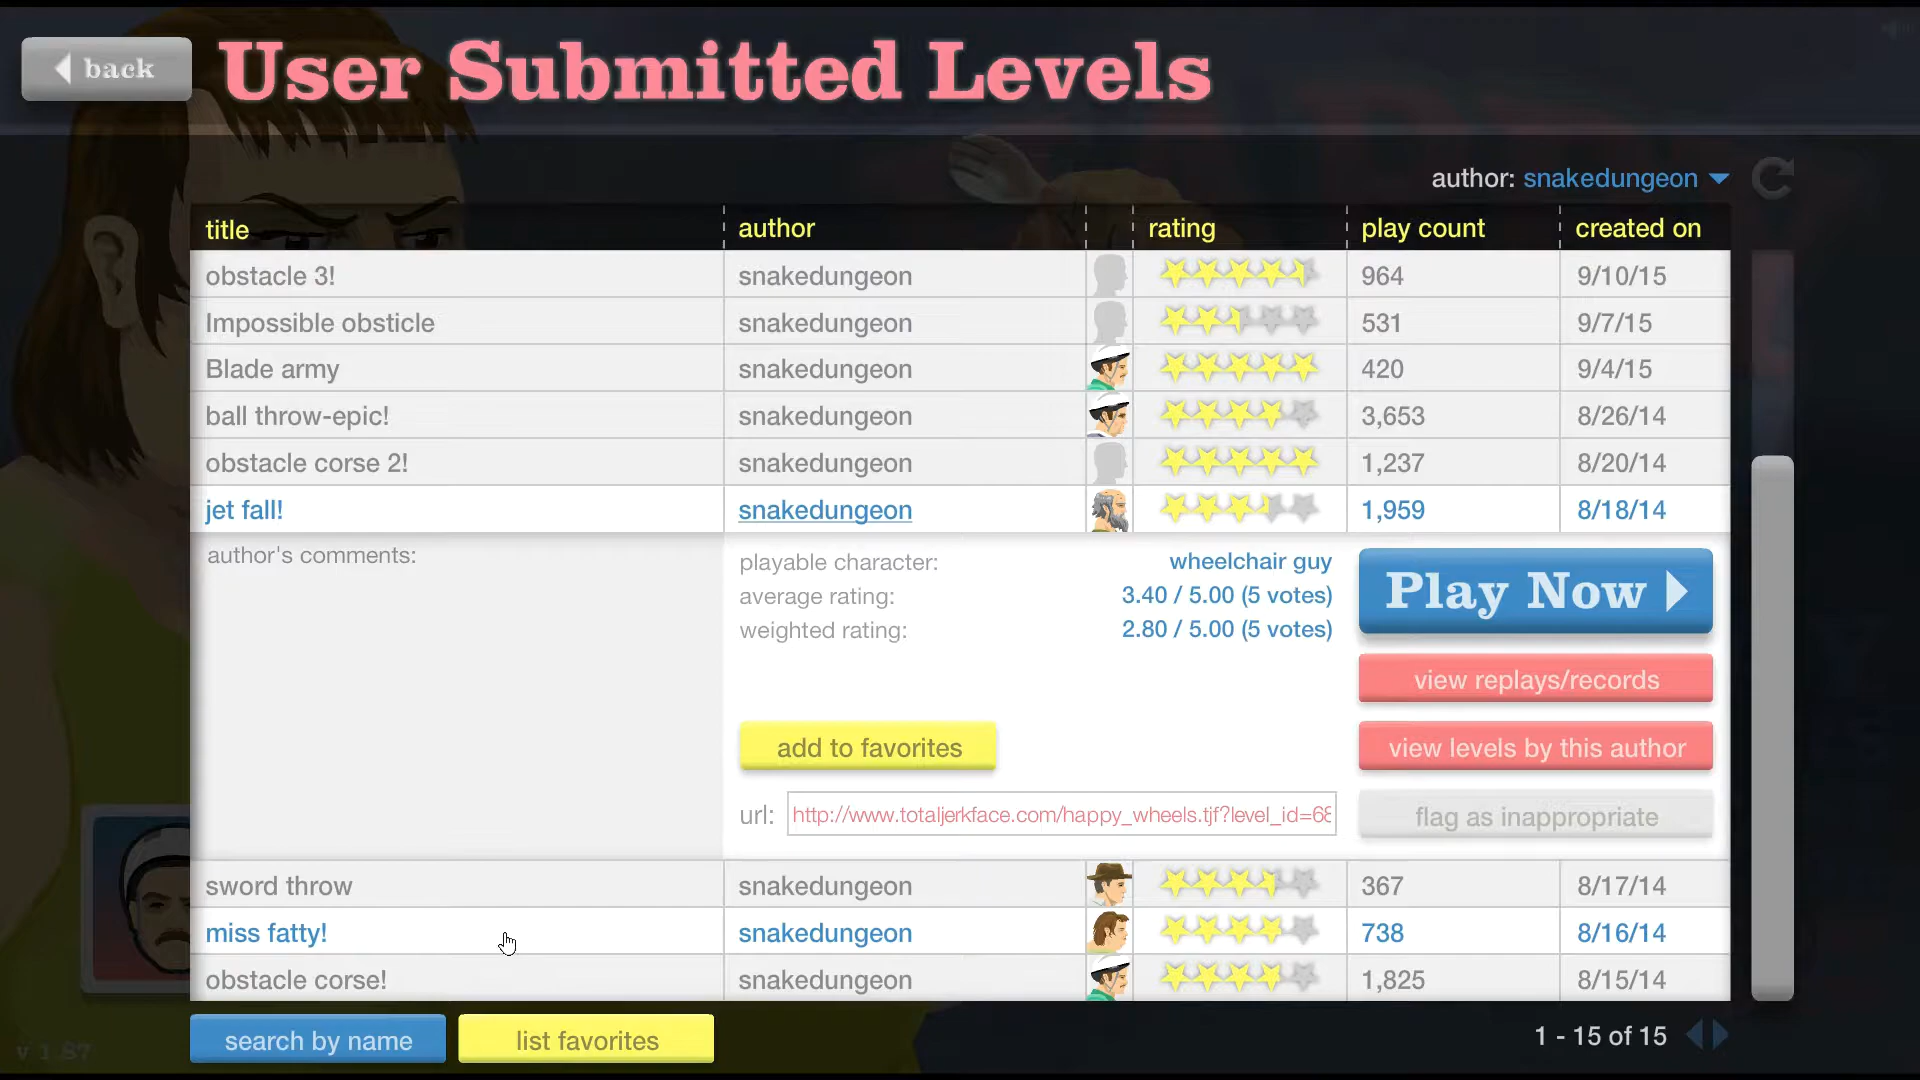 back
User Submitted Levels
author: snakedungeon
title author rating play count created on
obstacle 3! snakedungeon 964 9/10/15
Impossible obsticle snakedungeon 531 9/7/15
Blade army snakedungeon 420 9/4/15
ball throw-epic! snakedungeon 3,653 8/26/14
obstacle corse 2! snakedungeon 1,237 8/20/14
jet fall! snakedungeon 1,959 8/18/14
author's comments:
playable character: wheelchair guy
average rating: 3.40 / 5.00 (5 votes)
weighted rating: 2.80 / 5.00 (5 votes)
Play Now
view replays/records
add to favorites
view levels by this author
url: http://www.totaljerkface.com/happy_wheels.tjf?level_id=68
flag as inappropriate
sword throw snakedungeon 367 8/17/14
miss fatty! snakedungeon 738 8/16/14
obstacle corse! snakedungeon 1,825 8/15/14
search by name
list favorites
1 - 15 of 15
v 1.87